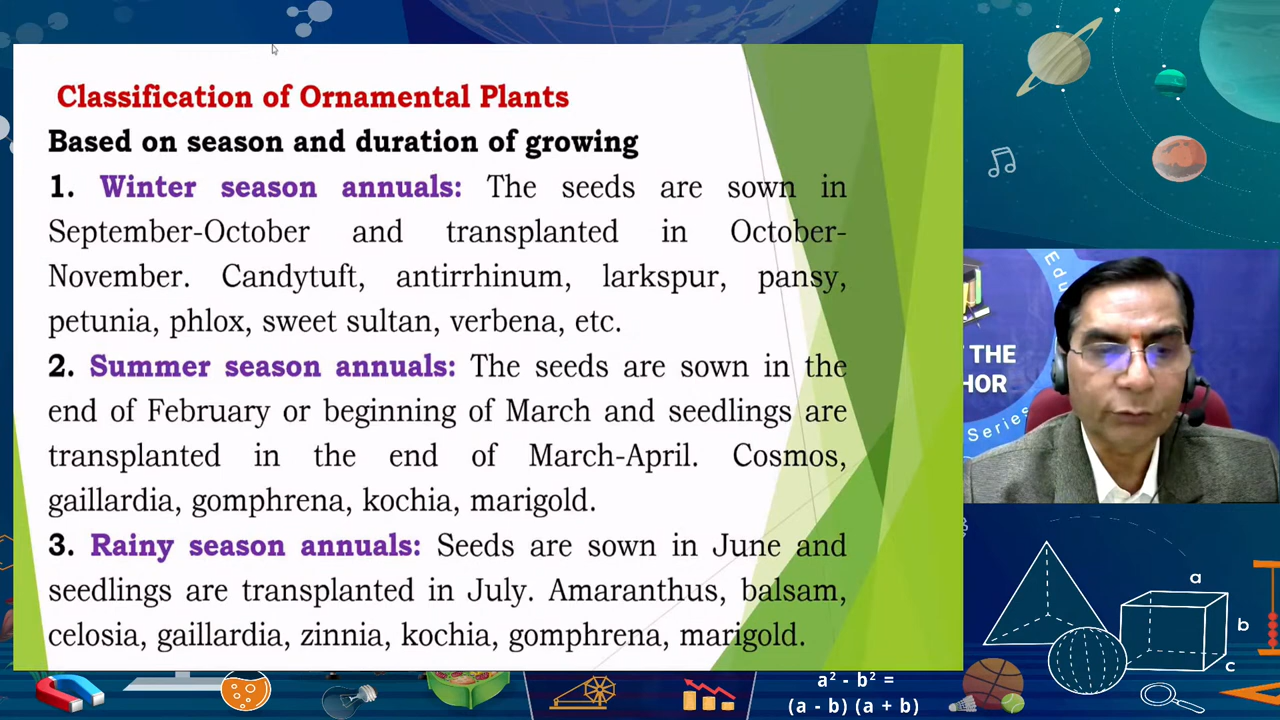 Classification of Ornamental Plants
Based on season and duration of growing
1. Winter season annuals: The seeds are sown in
September-October and transplanted in October-
November. Candytuft, antirrhinum, larkspur, pansy,
petunia, phlox, sweet sultan, verbena, etc.
2. Summer season annuals: The seeds are sown in the
end of February or beginning of March and seedlings are
transplanted in the end of March-April. Cosmos,
gaillardia, gomphrena, kochia, marigold.
3. Rainy season annuals: Seeds are sown in June and
seedlings are transplanted in July. Amaranthus, balsam,
celosia, gaillardia, zinnia, kochia, gomphrena, marigold.
Edu
THE
HOR
Series
a
b
c
a² - b² =
(a - b) (a + b)